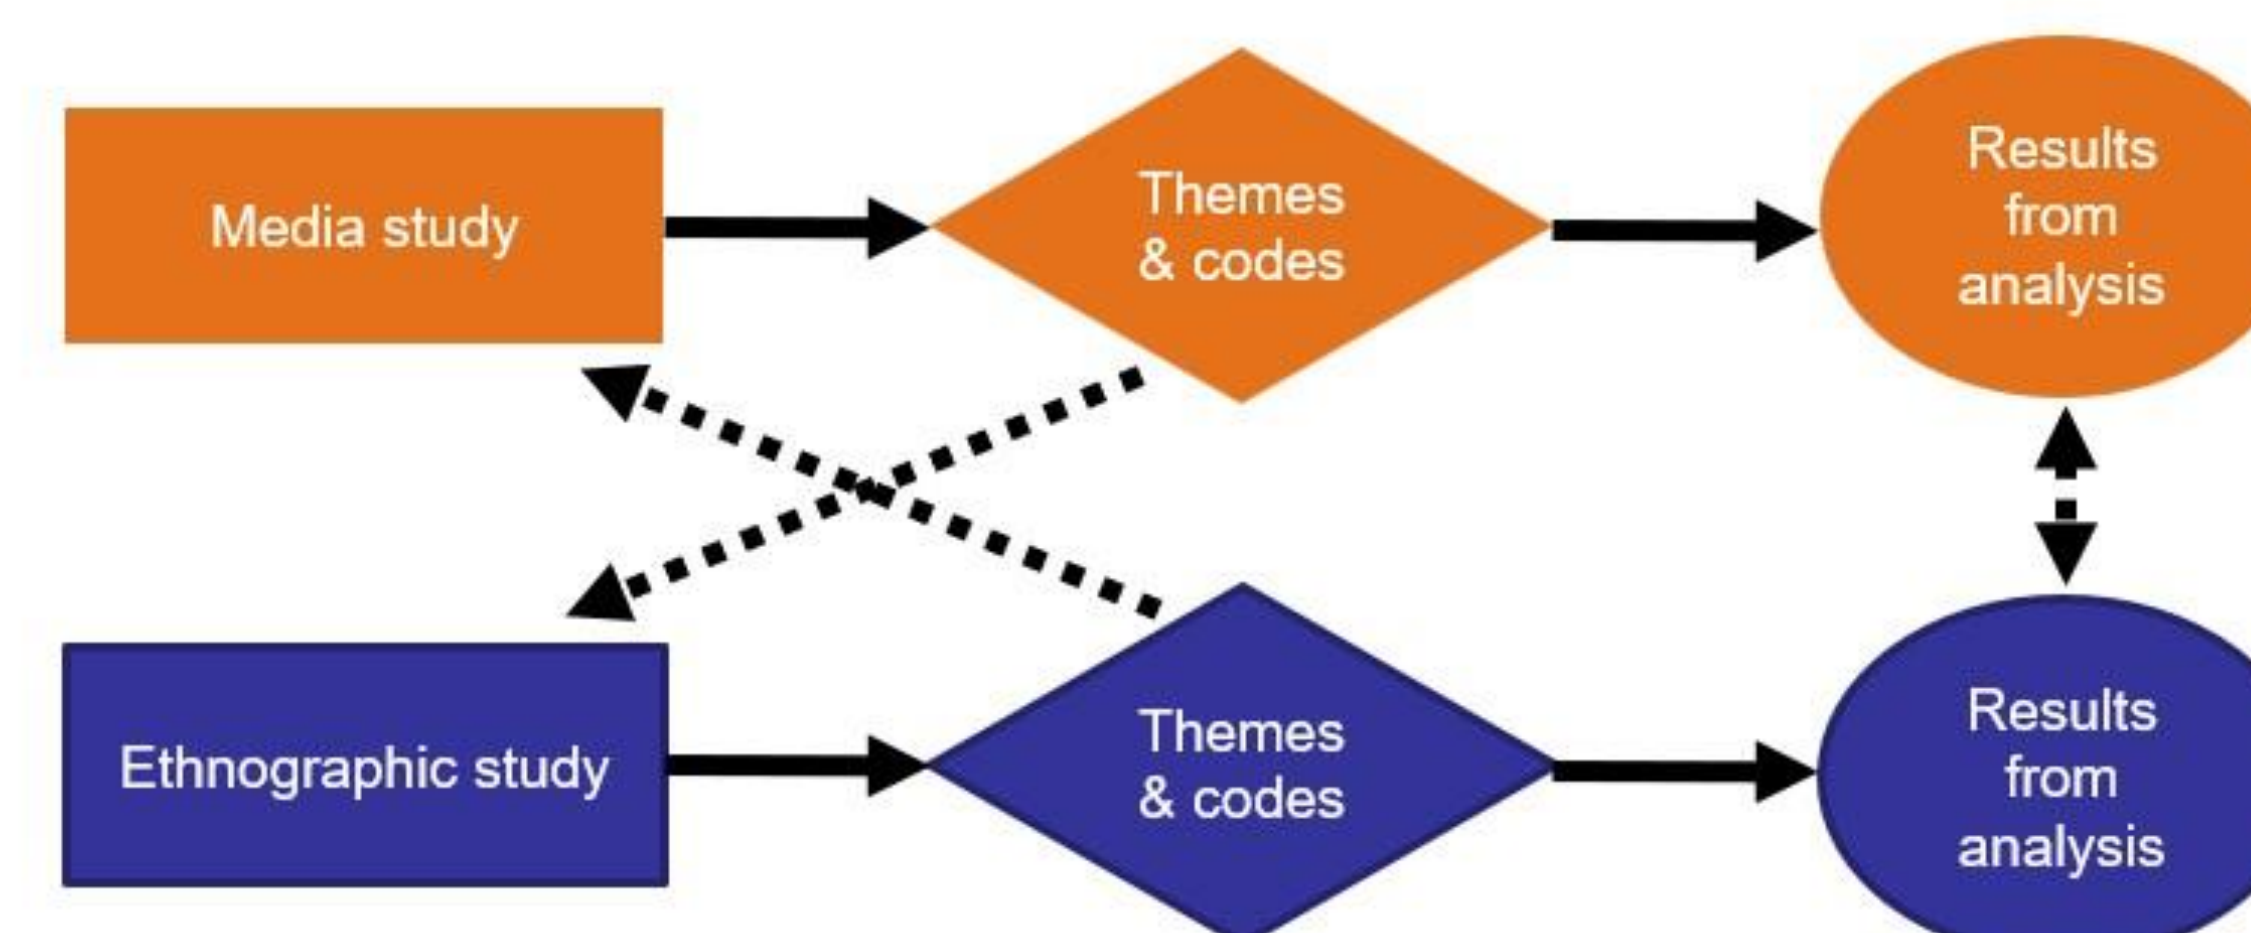 Media study
Themes
& codes
Results
from
analysis
Ethnographic study
Themes
& codes
Results
from
analysis